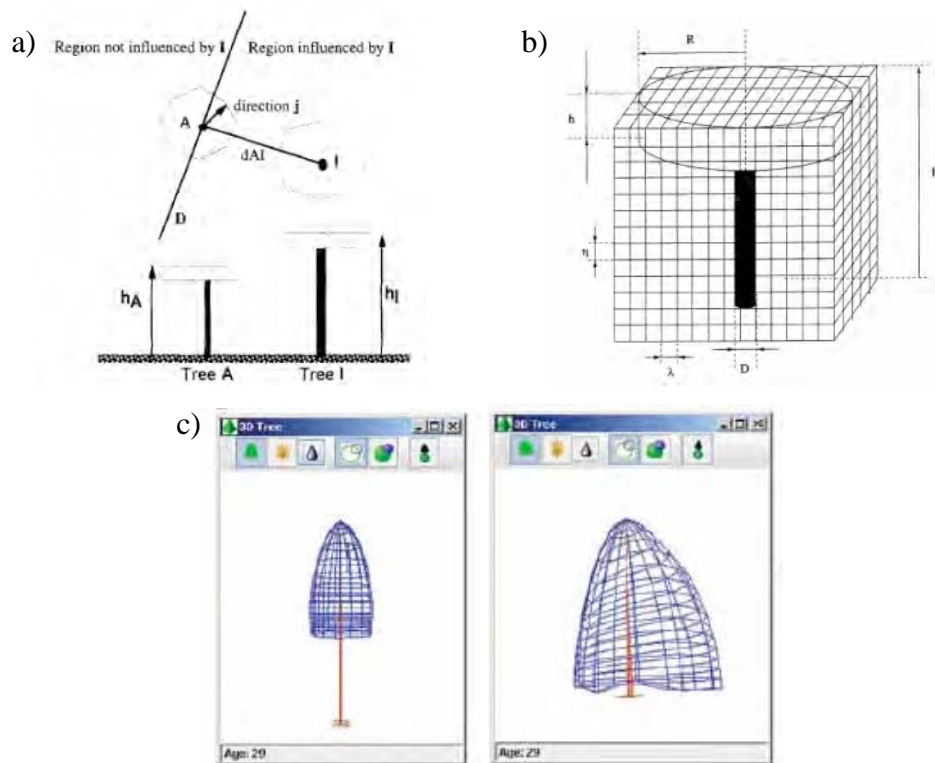 a)
Region not influenced by I
Region influenced by I
A
direction j
dAI
I
D
hA
hI
Tree A
Tree I
b)
R
h
η
λ
D
c)
3D Tree
Age: 29
3D Tree
Age: 29